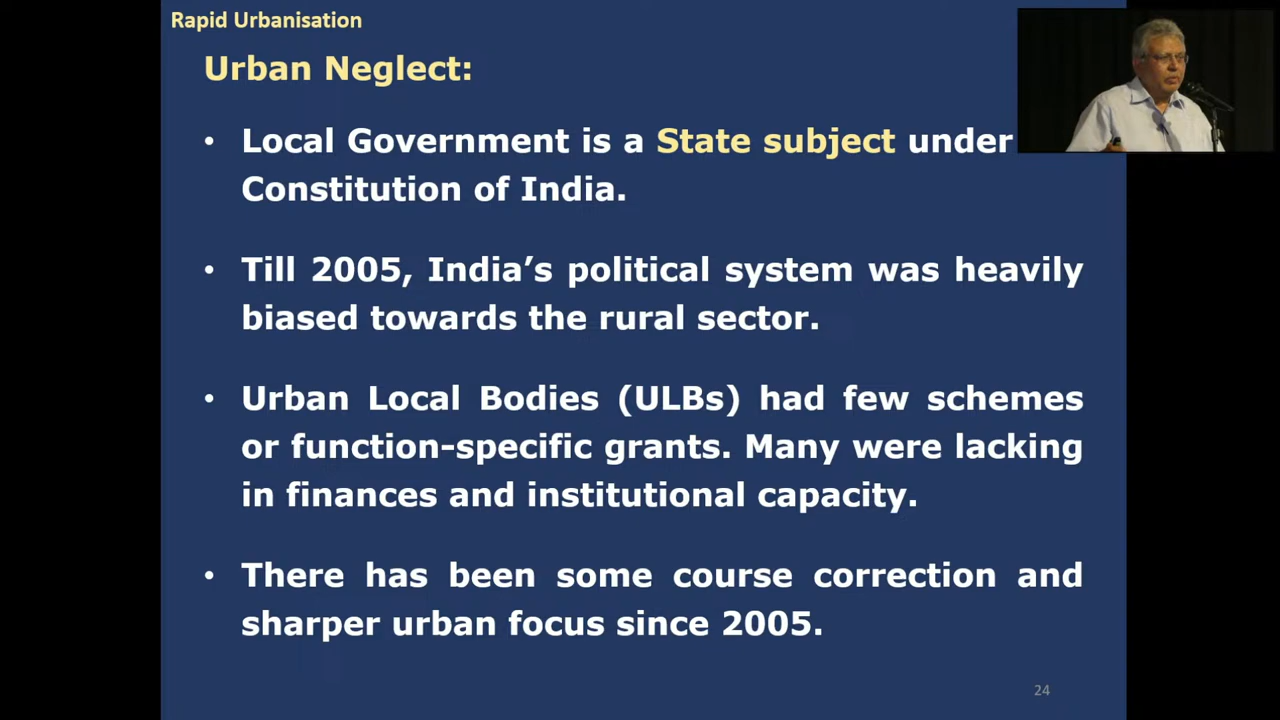 Rapid Urbanisation
Urban Neglect:
• Local Government is a State subject under
Constitution of India.
• Till 2005, India’s political system was heavily
biased towards the rural sector.
• Urban Local Bodies (ULBs) had few schemes
or function-specific grants. Many were lacking
in finances and institutional capacity.
• There has been some course correction and
sharper urban focus since 2005.
24